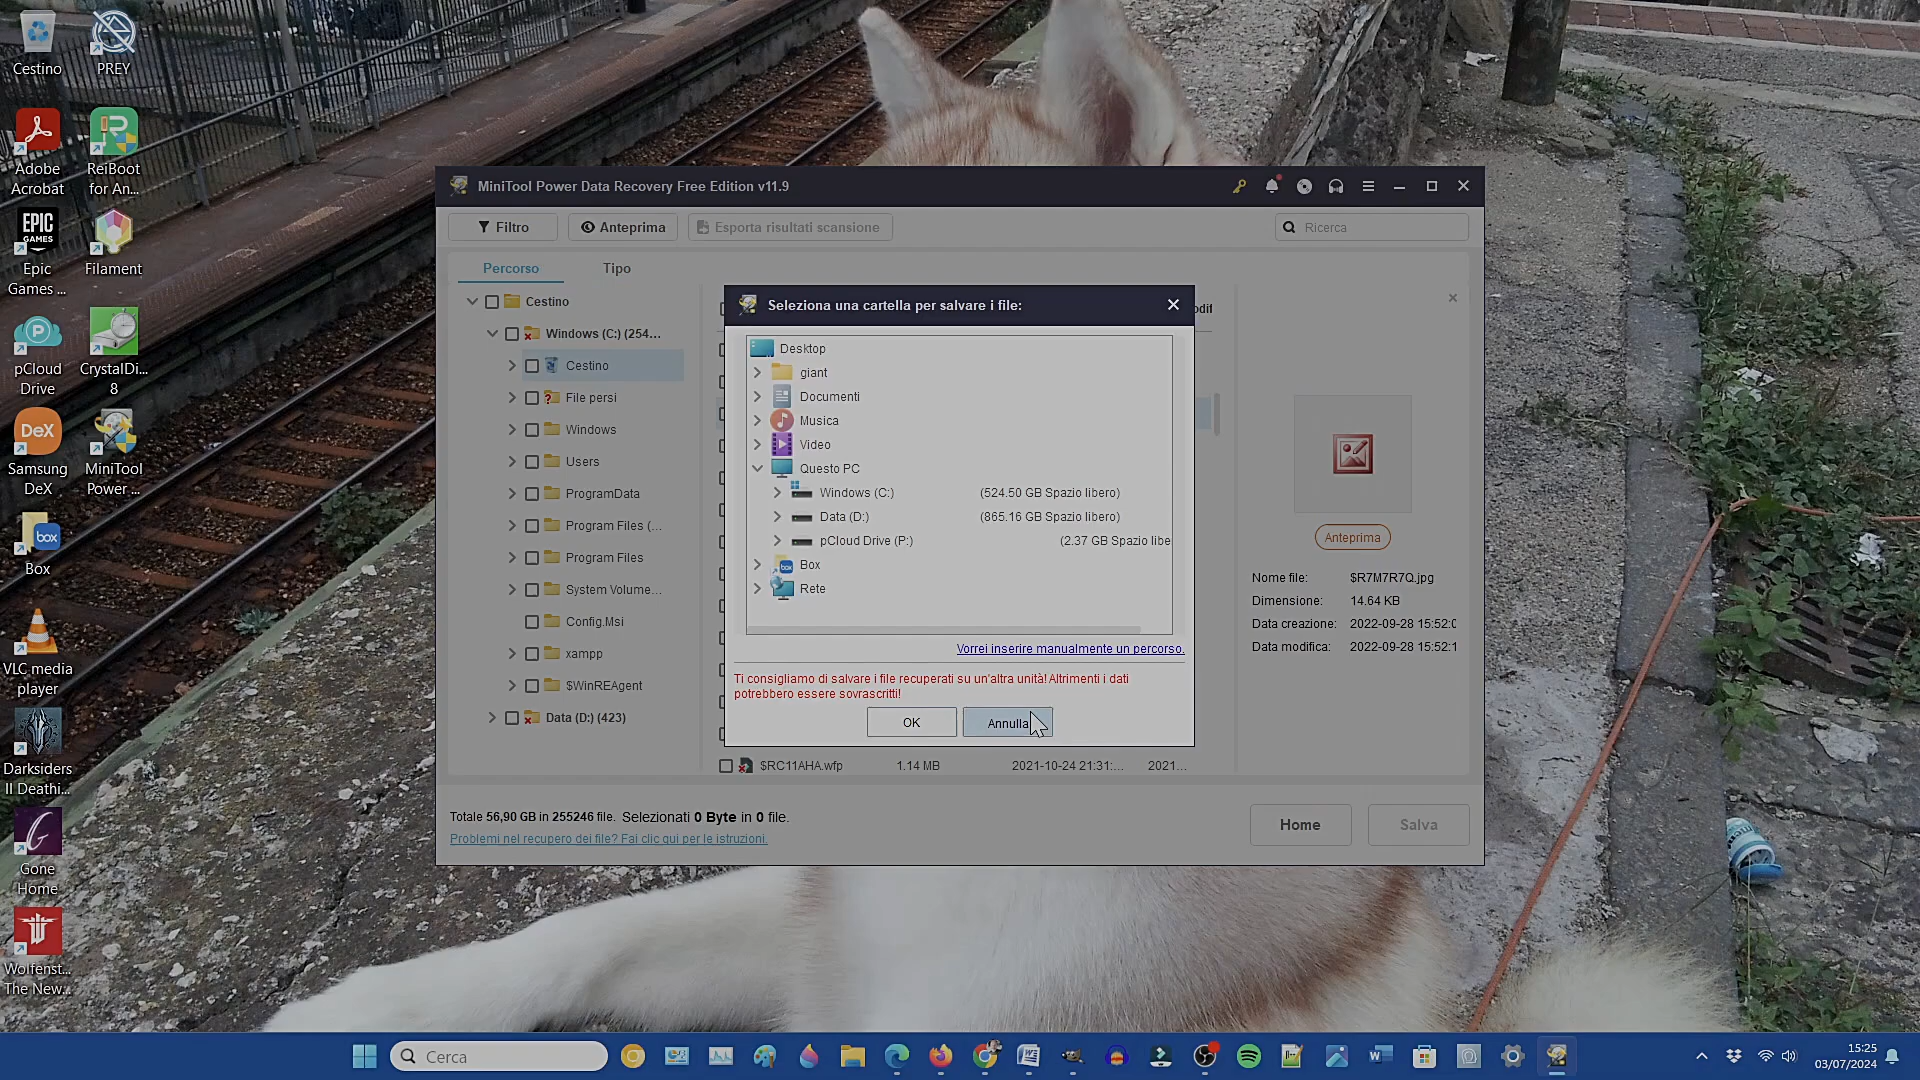 Cestino
PREY
Adobe
Acrobat
ReiBoot
for An...
EPIC
GAMES
Epic
Games ...
Filament
pCloud
Drive
CrystalDi...
8
DeX
Samsung
DeX
MiniTool
Power ...
box
Box
VLC media
player
Darksiders
II Deathi...
Gone
Home
Wolfenst...
The New...
MiniTool Power Data Recovery Free Edition v11.9
Filtro
Anteprima
Esporta risultati scansione
Ricerca
Percorso
Tipo
Cestino
Windows (C:) (254...
Cestino
File persi
Windows
Users
ProgramData
Program Files (...
Program Files
System Volume...
Config.Msi
xampp
$WinREAgent
Data (D:) (423)
Seleziona una cartella per salvare i file:
Desktop
giant
Documenti
Musica
Video
Questo PC
Windows (C:) (524.50 GB Spazio libero)
Data (D:) (865.16 GB Spazio libero)
pCloud Drive (P:) (2.37 GB Spazio libe
box
Box
Rete
Vorrei inserire manualmente un percorso.
Ti consigliamo di salvare i file recuperati su un'altra unità! Altrimenti i dati
potrebbero essere sovrascritti!
OK
Annulla
$RC11AHA.wfp 1.14 MB 2021-10-24 21:31:... 2021...
Anteprima
Nome file: $R7M7R7Q.jpg
Dimensione: 14.64 KB
Data creazione: 2022-09-28 15:52:0
Data modifica: 2022-09-28 15:52:1
Totale 56,90 GB in 255246 file. Selezionati 0 Byte in 0 file.
Problemi nel recupero dei file? Fai clic qui per le istruzioni.
Home
Salva
Cerca
15:25
03/07/2024